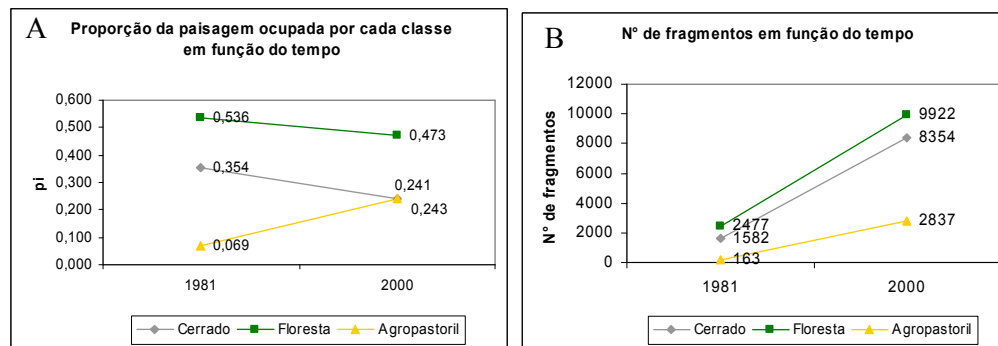 A
Proporção da paisagem ocupada por cada classe
em função do tempo
pi
0,600
0,500
0,400
0,300
0,200
0,100
0,000
0,536
0,473
0,354
0,241
0,243
0,069
1981
2000
Cerrado
Floresta
Agropastoril
B
N° de fragmentos em função do tempo
N° de fragmentos
12000
10000
8000
6000
4000
2000
0
9922
8354
2477
1582
163
2837
1981
2000
Cerrado
Floresta
Agropastoril